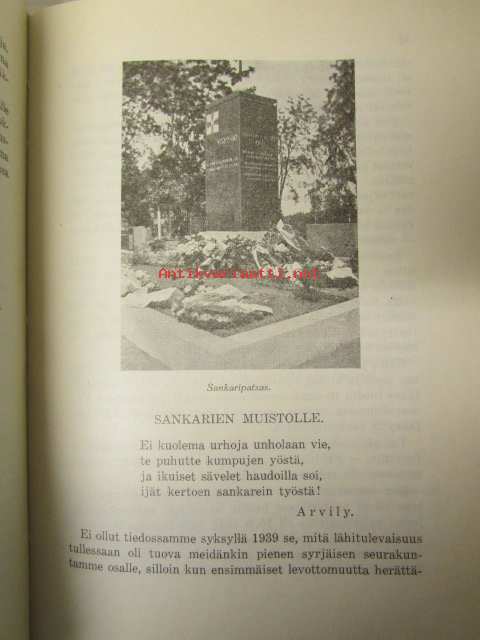 Antikvariaatti.net
Sankaripatsas.
SANKARIEN MUISTOLLE.
Ei kuolema urhoja unholaan vie,
te puhutte kumpujen yöstä,
ja ikuiset sävelet haudoilla soi,
ijät kertoen sankarein työstä!
Arvily.
Ei ollut tiedossamme syksyllä 1939 se, mitä lähitulevaisuus
tullessaan oli tuova meidänkin pienen syrjäisen seurakun-
tamme osalle, silloin kun ensimmäiset levottomuutta herättä-